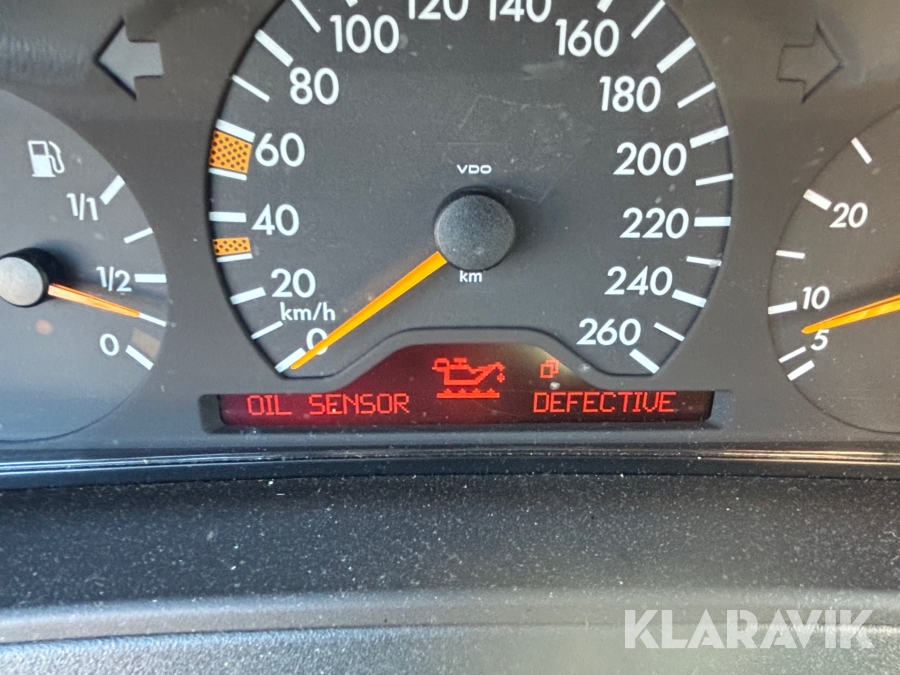 120 140
100 160
80 180
60 VDO 200
1/1 40 220 20
1/2 20 km 240 10
km/h
0 0 260 5
OIL SENSOR DEFECTIVE
KLARAVIK